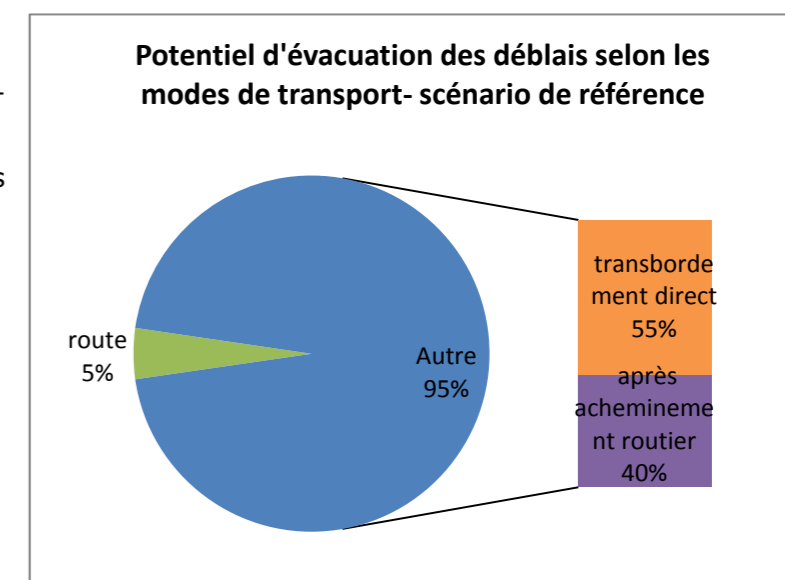 Potentiel d'évacuation des déblais selon les
modes de transport- scénario de référence
route
5%
Autre
95%
transborde
ment direct
55%
après
achemineme
nt routier
40%
-
s